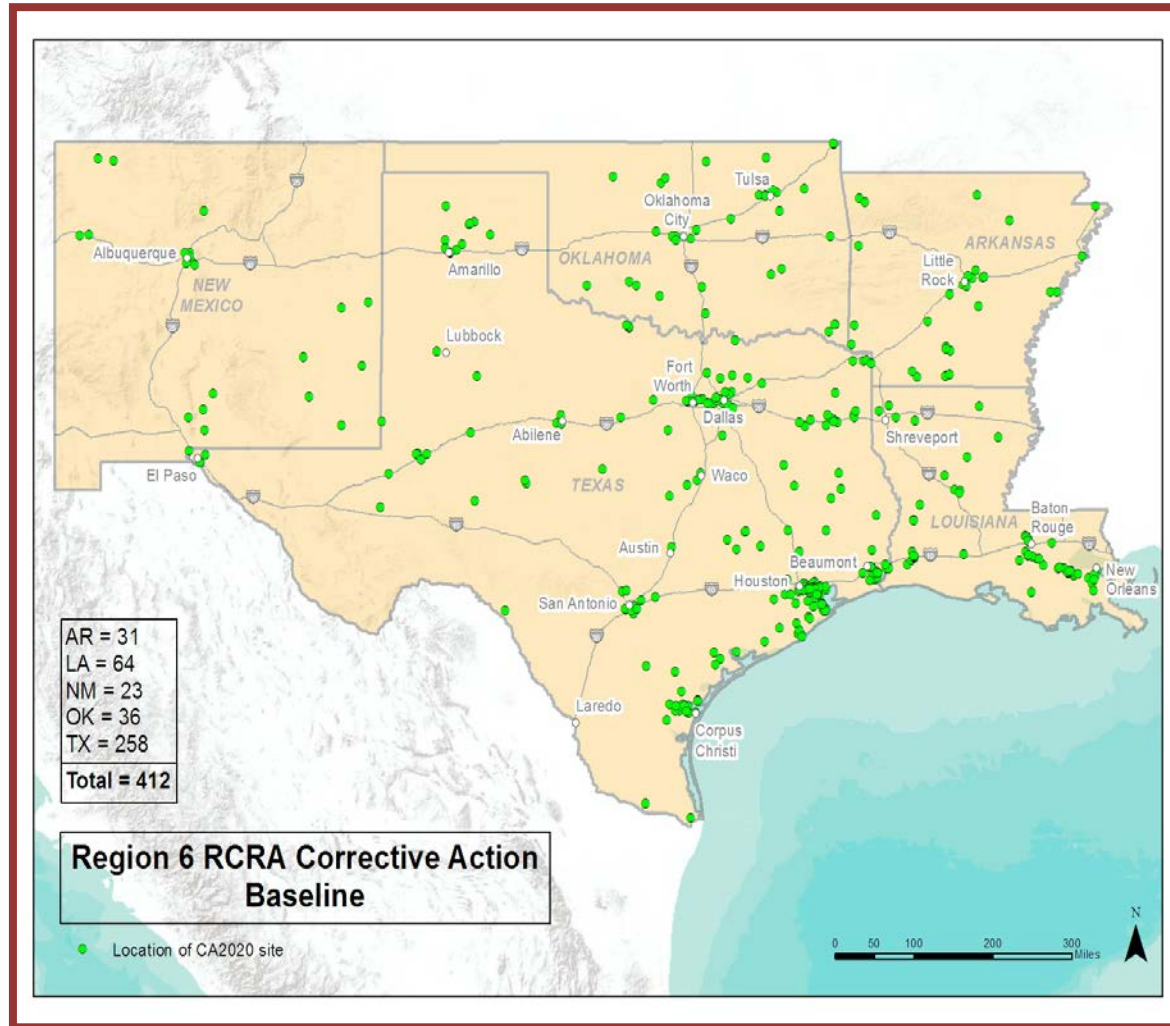 Tulsa
Oklahoma
City
Albuquerque
Amarillo
OKLAHOMA
ARKANSAS
Little
Rock
NEW
MEXICO
Lubbock
Fort
Worth
Dallas
Abilene
Shreveport
El Paso
TEXAS
Waco
LOUISIANA
Baton
Rouge
Austin
Beaumont
Houston
New
Orleans
San Antonio
Laredo
Corpus
Christi
AR = 31
LA = 64
NM = 23
OK = 36
TX = 258
Total = 412
Region 6 RCRA Corrective Action
Baseline
Location of CA2020 site
N
0 50 100 200 300
Miles